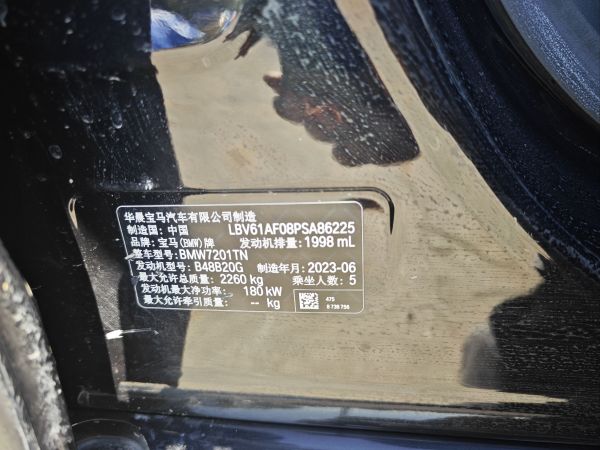 华晨宝马汽车有限公司制造
制造国: 中国 LBV61AF08PSA86225
品牌: 宝马(BMW)牌 发动机排量: 1998 mL
整车型号: BMW7201TN
发动机型号: B48B20G 制造年月: 2023-06
最大允许总质量: 2260 kg 乘坐人数: 5
发动机最大净功率: 180 kW
最大允许牵引质量: -- kg
475
8 739 756